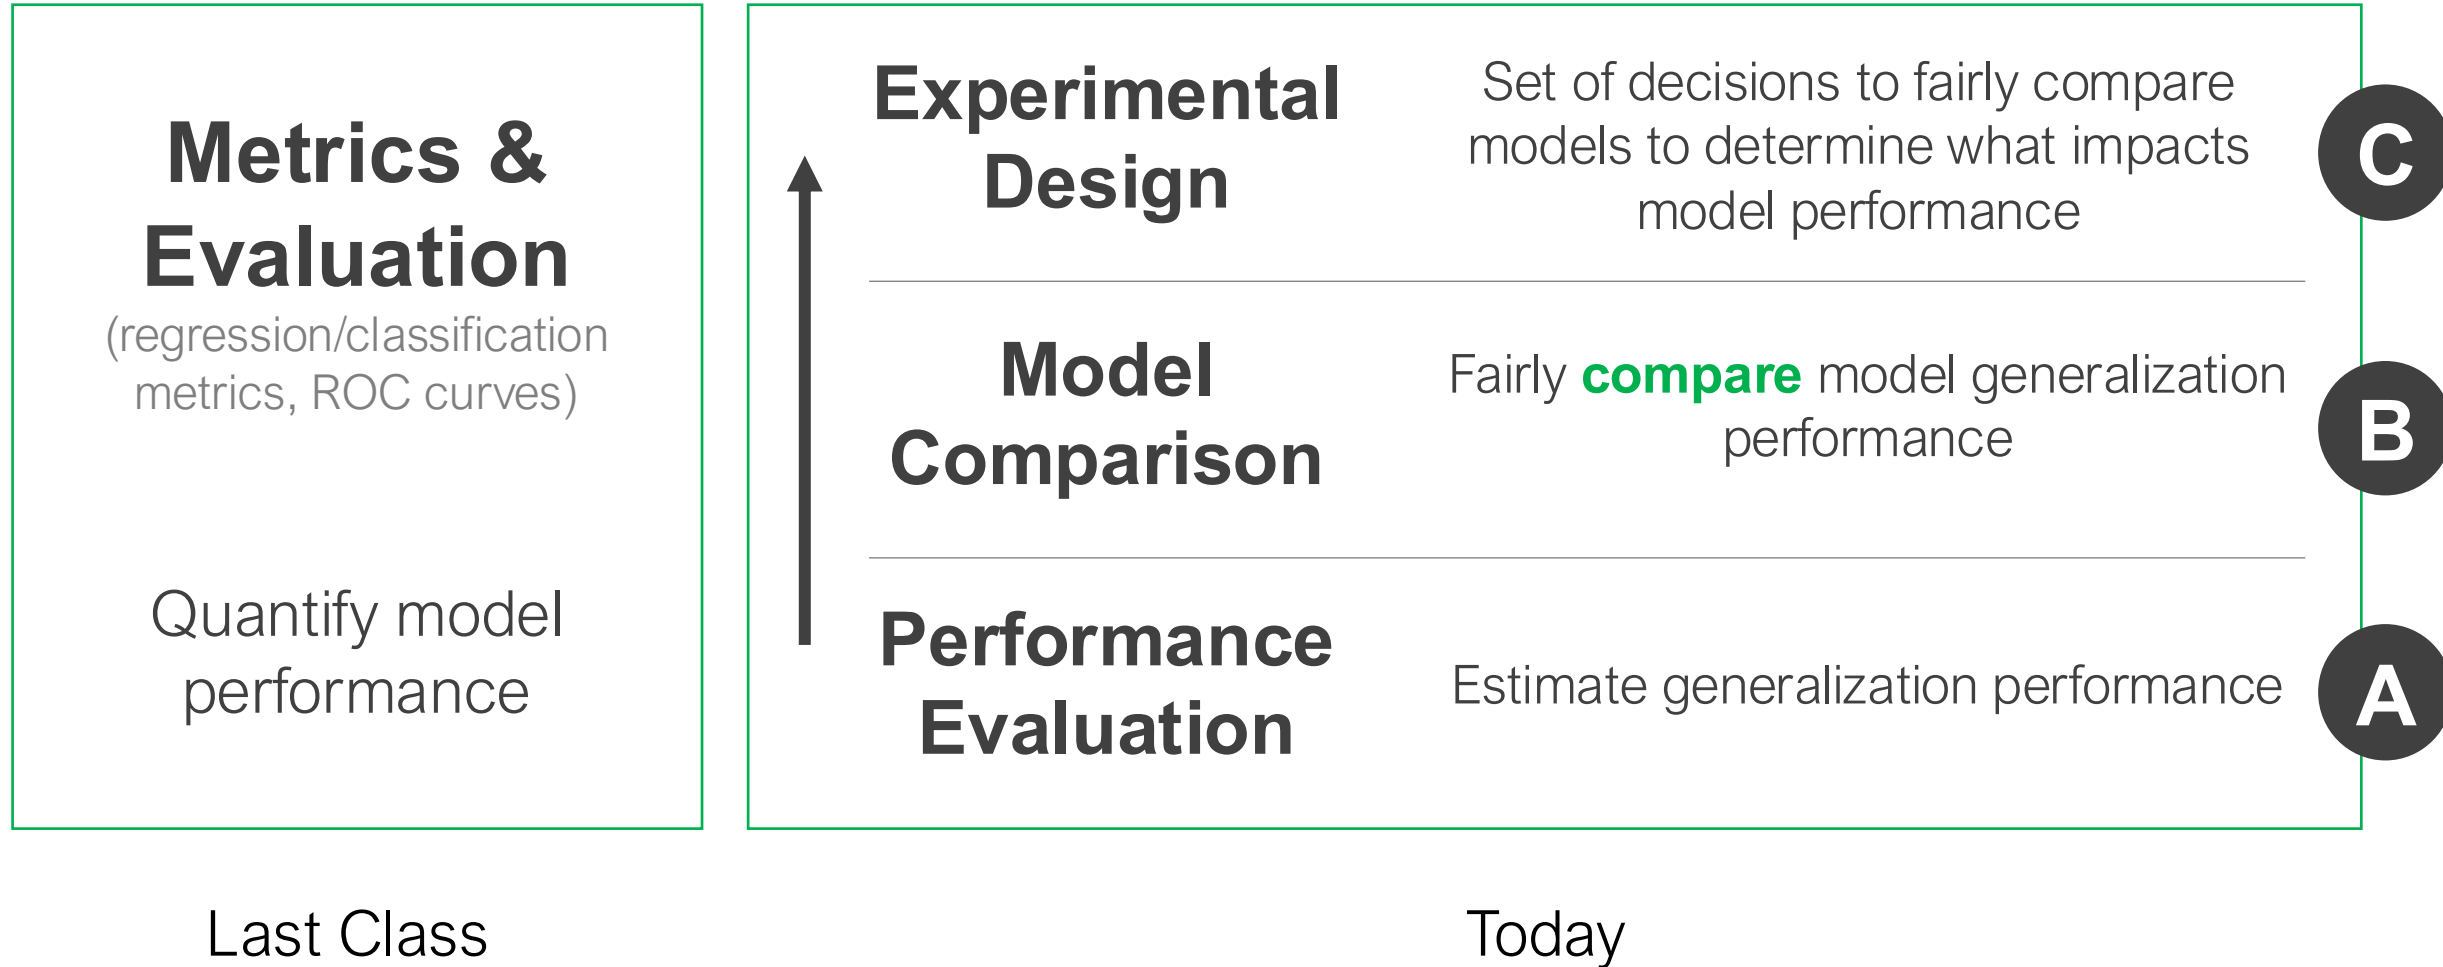 Metrics &
Evaluation
(regression/classification
metrics, ROC curves)
Quantify model
performance
Last Class
Experimental
Design
Set of decisions to fairly compare
models to determine what impacts
model performance
C
Model
Comparison
Fairly compare model generalization
performance
B
Performance
Evaluation
Estimate generalization performance
A
Today